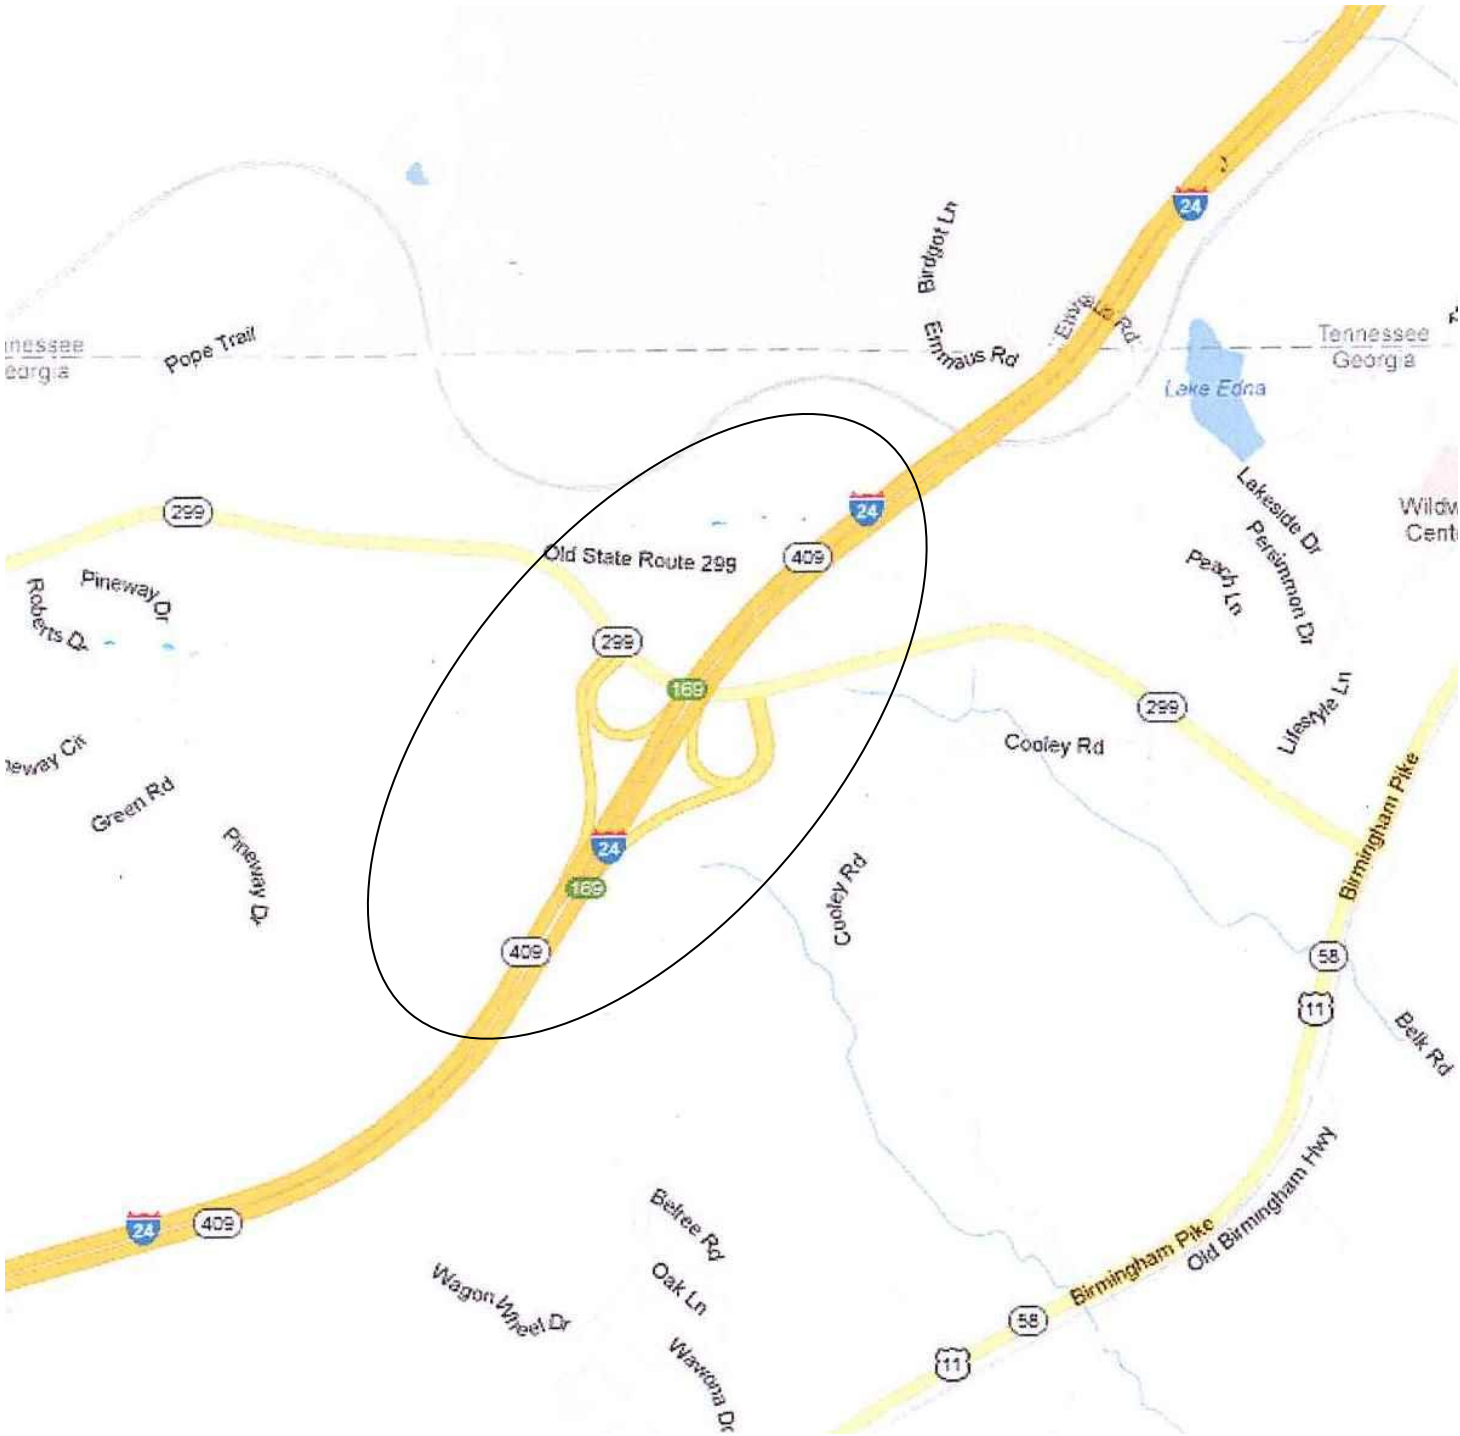 24
Birdgot Ln
Emmaus Rd
Emmaus Rd
Tennessee
Georgia
nnessee
eorgia
Pope Trail
Lake Edna
Lakeside Dr
Persimmon Dr
Peach Ln
Lifestyle Ln
Wildw
Cent
299
24
409
Old State Route 299
Pineway Dr
Roberts Dr
299
169
299
Cooley Rd
neway Cir
Green Rd
Pineway Dr
24
169
409
Cooley Rd
Birmingham Pike
58
11
Belk Rd
Old Birmingham Hwy
Birmingham Pike
24
409
Belree Rd
Oak Ln
Wagon Wheel Dr
Wawona Dr
58
11